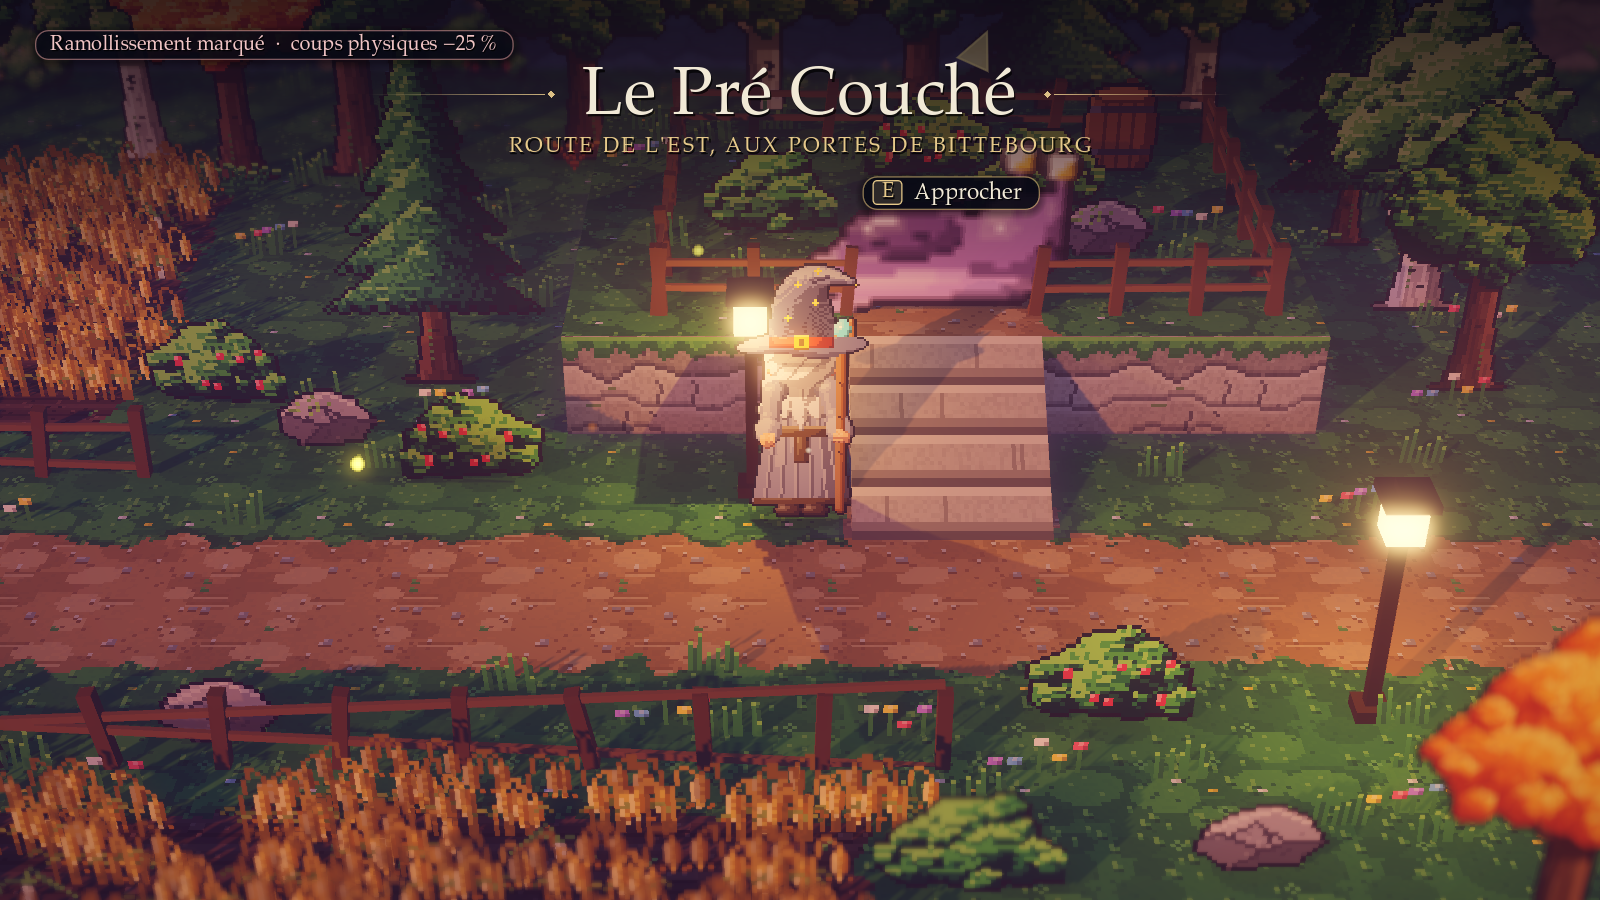 Ramollissement marqué · coups physiques −25 %
Le Pré Couché
ROUTE DE L'EST, AUX PORTES DE BITTEBOURG
E Approcher